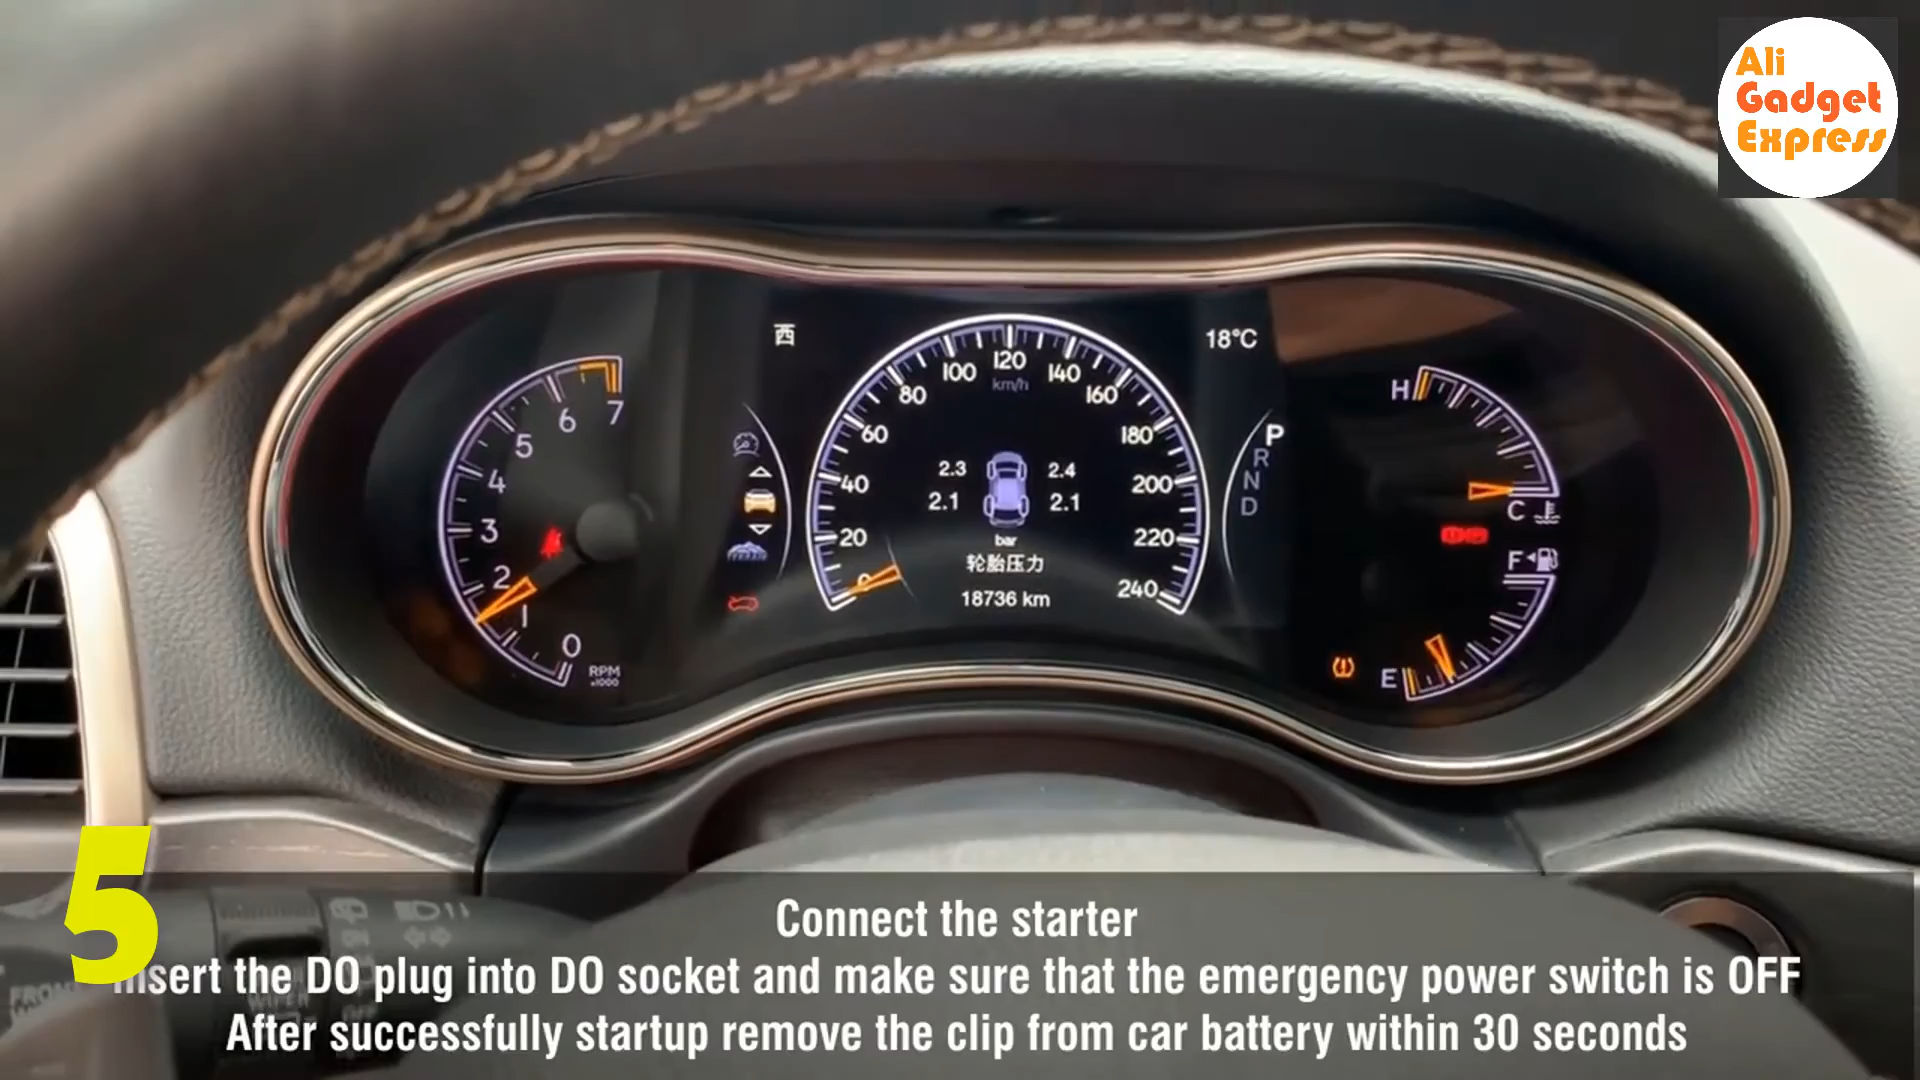 Ali
Gadget
Express
西
18°C
0
20
40
60
80
100
120
140
160
180
200
220
240
km/h
2.3
2.4
2.1
2.1
bar
轮胎压力
18736 km
7
6
5
4
3
2
1
0
RPM
x1000
P
R
N
D
H
C
F
E
5
Connect the starter
nsert the DO plug into DO socket and make sure that the emergency power switch is OFF
After successfully startup remove the clip from car battery within 30 seconds
FRONT